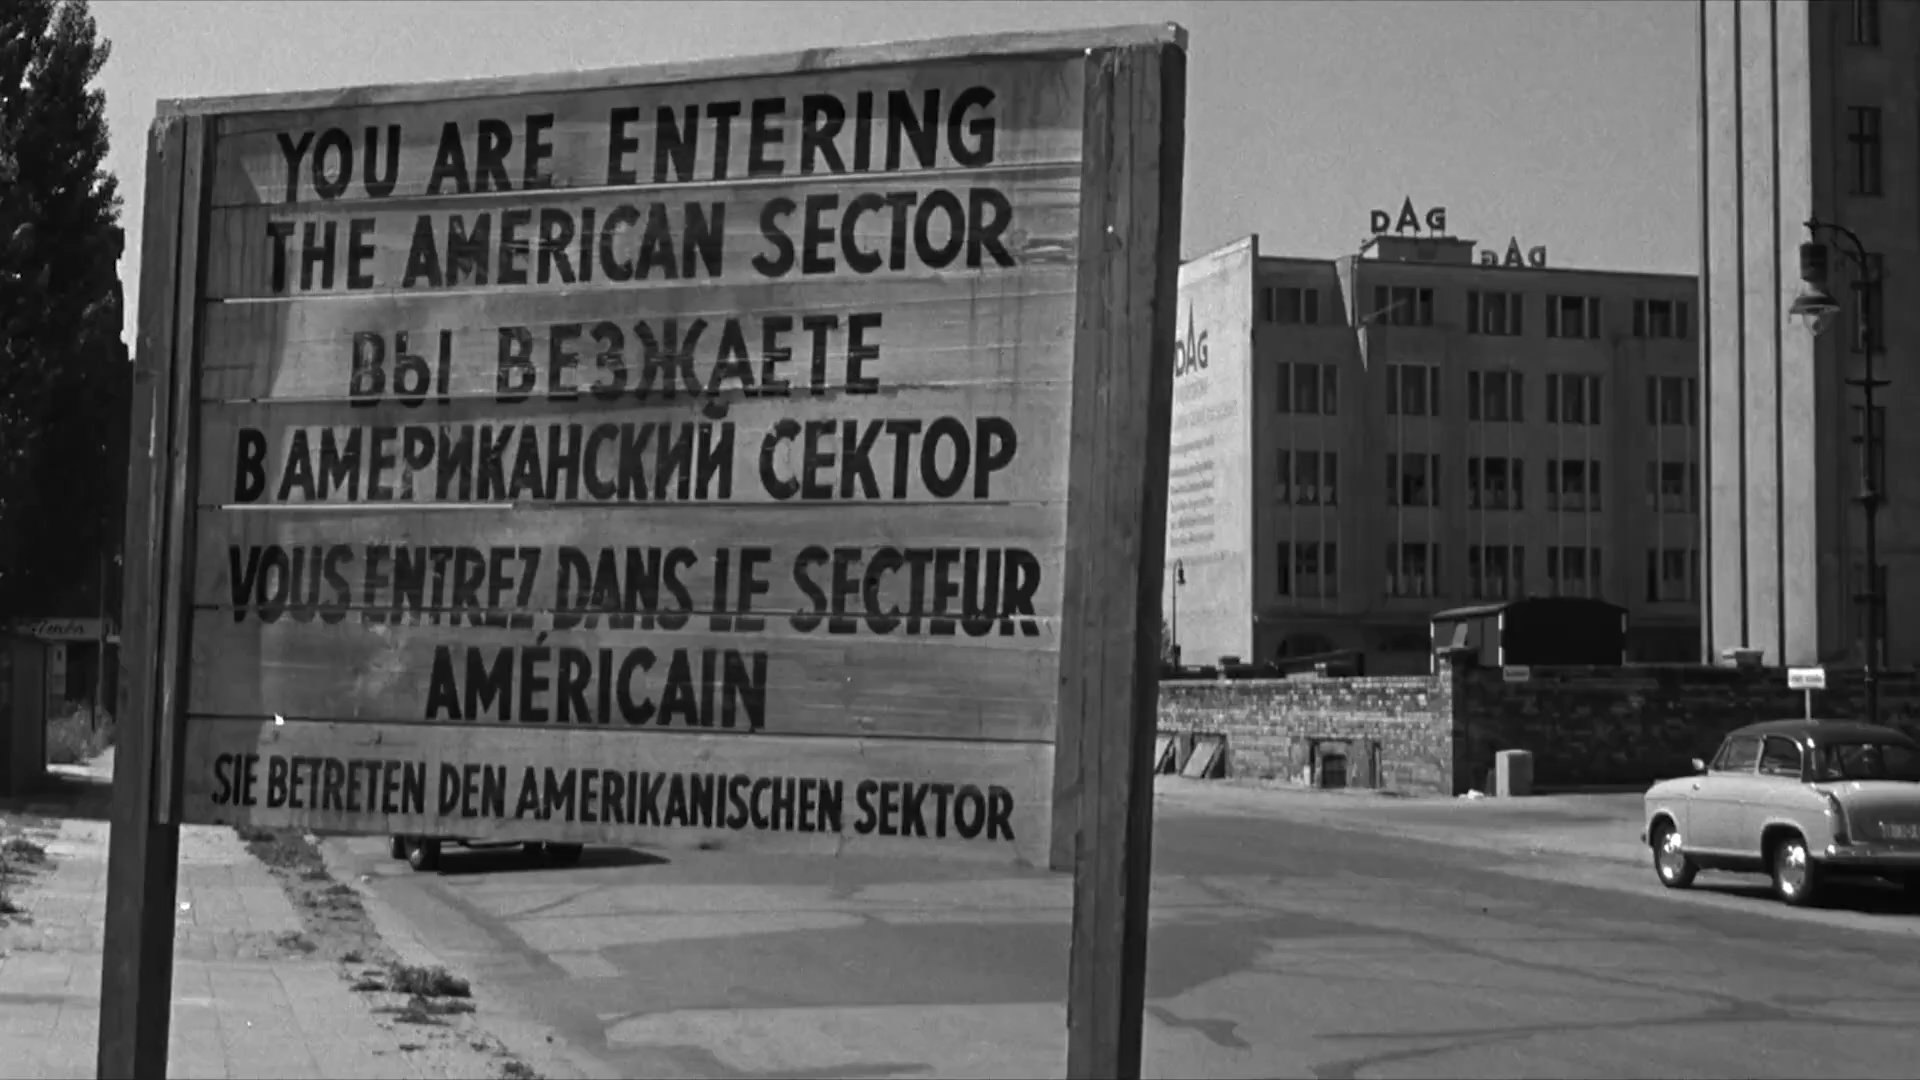 YOU ARE ENTERING
THE AMERICAN SECTOR
ВЫ ВЕЗЖАЕТЕ
В АМЕРИКАНСКИЙ СЕКТОР
VOUS ENTREZ DANS LE SECTEUR
AMÉRICAIN
SIE BETRETEN DEN AMERIKANISCHEN SEKTOR
DAG
DAG
DAG